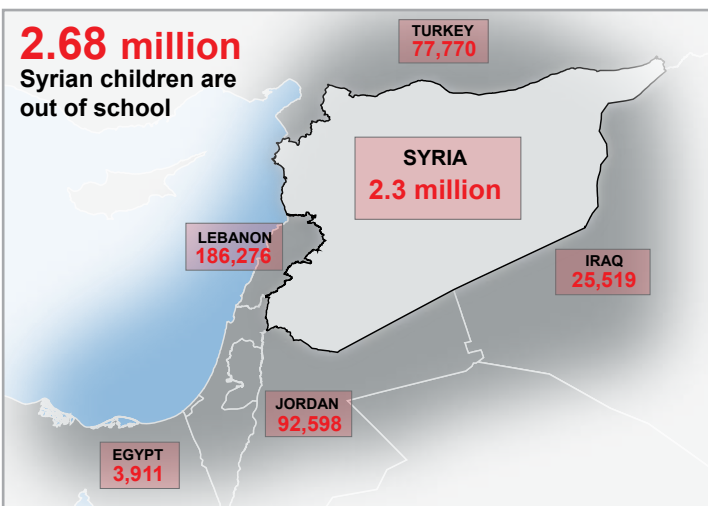 2.68 million
Syrian children are
out of school
TURKEY
77,770
SYRIA
2.3 million
LEBANON
186,276
IRAQ
25,519
JORDAN
92,598
EGYPT
3,911